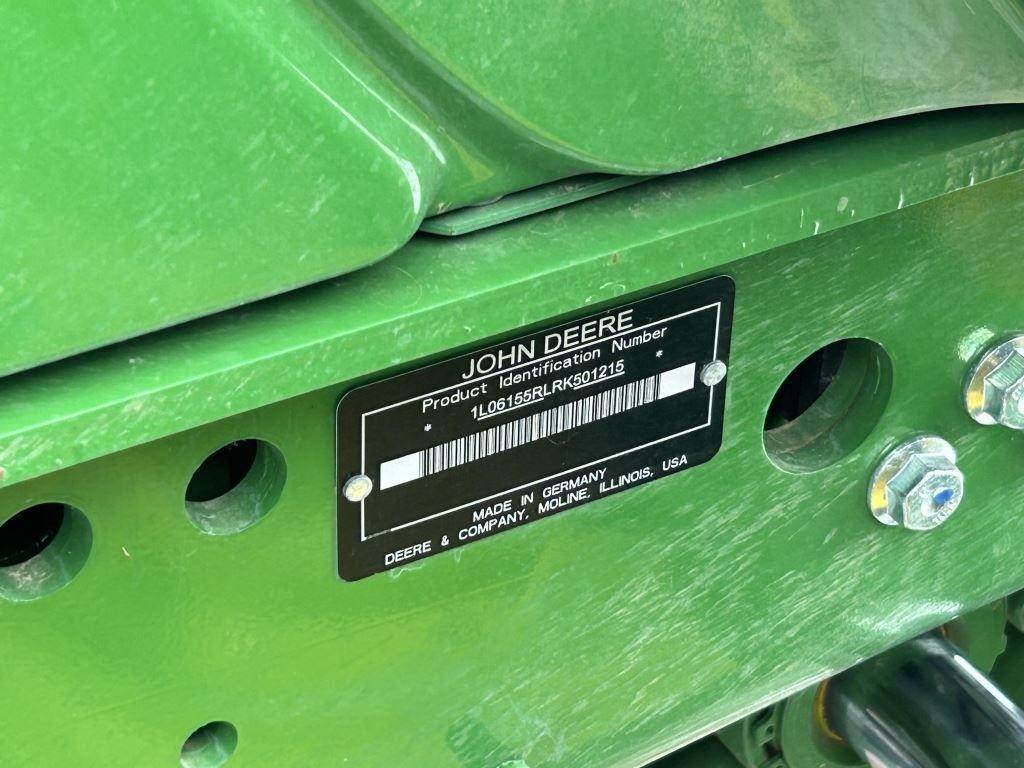 JOHN DEERE
Product Identification Number
* 1L06155RLRK501215 *
MADE IN GERMANY
DEERE & COMPANY, MOLINE, ILLINOIS, USA